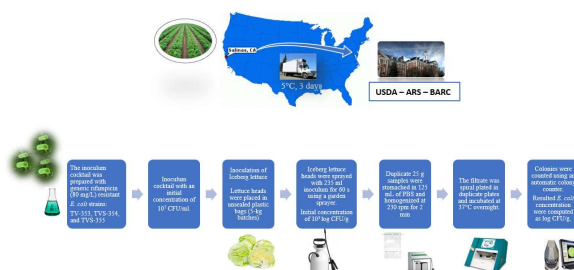 Salinas, CA
5°C, 3 days
USDA – ARS – BARC
The inoculum
cocktail was
prepared with
generic rifampicin
(80 mg/L) resistant
E. coli strains:
TV-353, TVS-354, and
TVS-355
Inoculum
cocktail with an
initial
concentration of
10⁷ CFU/ml.
Inoculation of
Iceberg lettuce
Lettuce heads were
placed in
unsealed plastic
bags (5-kg
batches)
Iceberg lettuce
heads were sprayed
with 235 ml
inoculum for 60 s
using a garden
sprayer.
Initial concentration
of 10⁵ log CFU/g
Duplicate 25 g
samples were
stomached in 125
mL of PBS and
homogenized at
230 rpm for 2
min
The filtrate was
spiral plated in
duplicate plates
and incubated at
37°C overnight.
Colonies were
counted using an
automatic colony
counter.
Resulted E. coli
concentration
were computed
as log CFU/g.